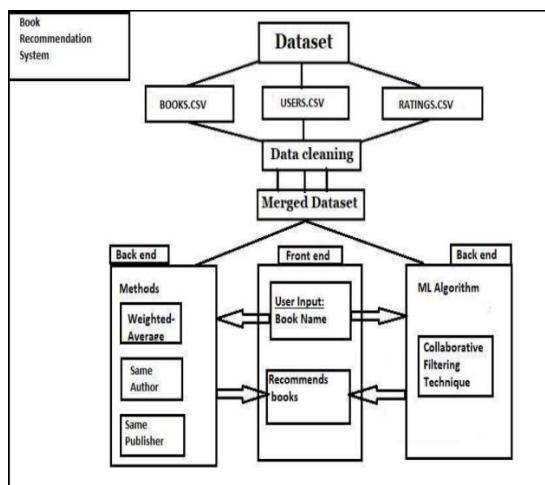 Book
Recommendation
System
Dataset
BOOKS.CSV
USERS.CSV
RATINGS.CSV
Data cleaning
Merged Dataset
Back end
Front end
Back end
Methods
Weighted-
Average
Same
Author
Same
Publisher
User Input:
Book Name
Recommends
books
ML Algorithm
Collaborative
Filtering
Technique